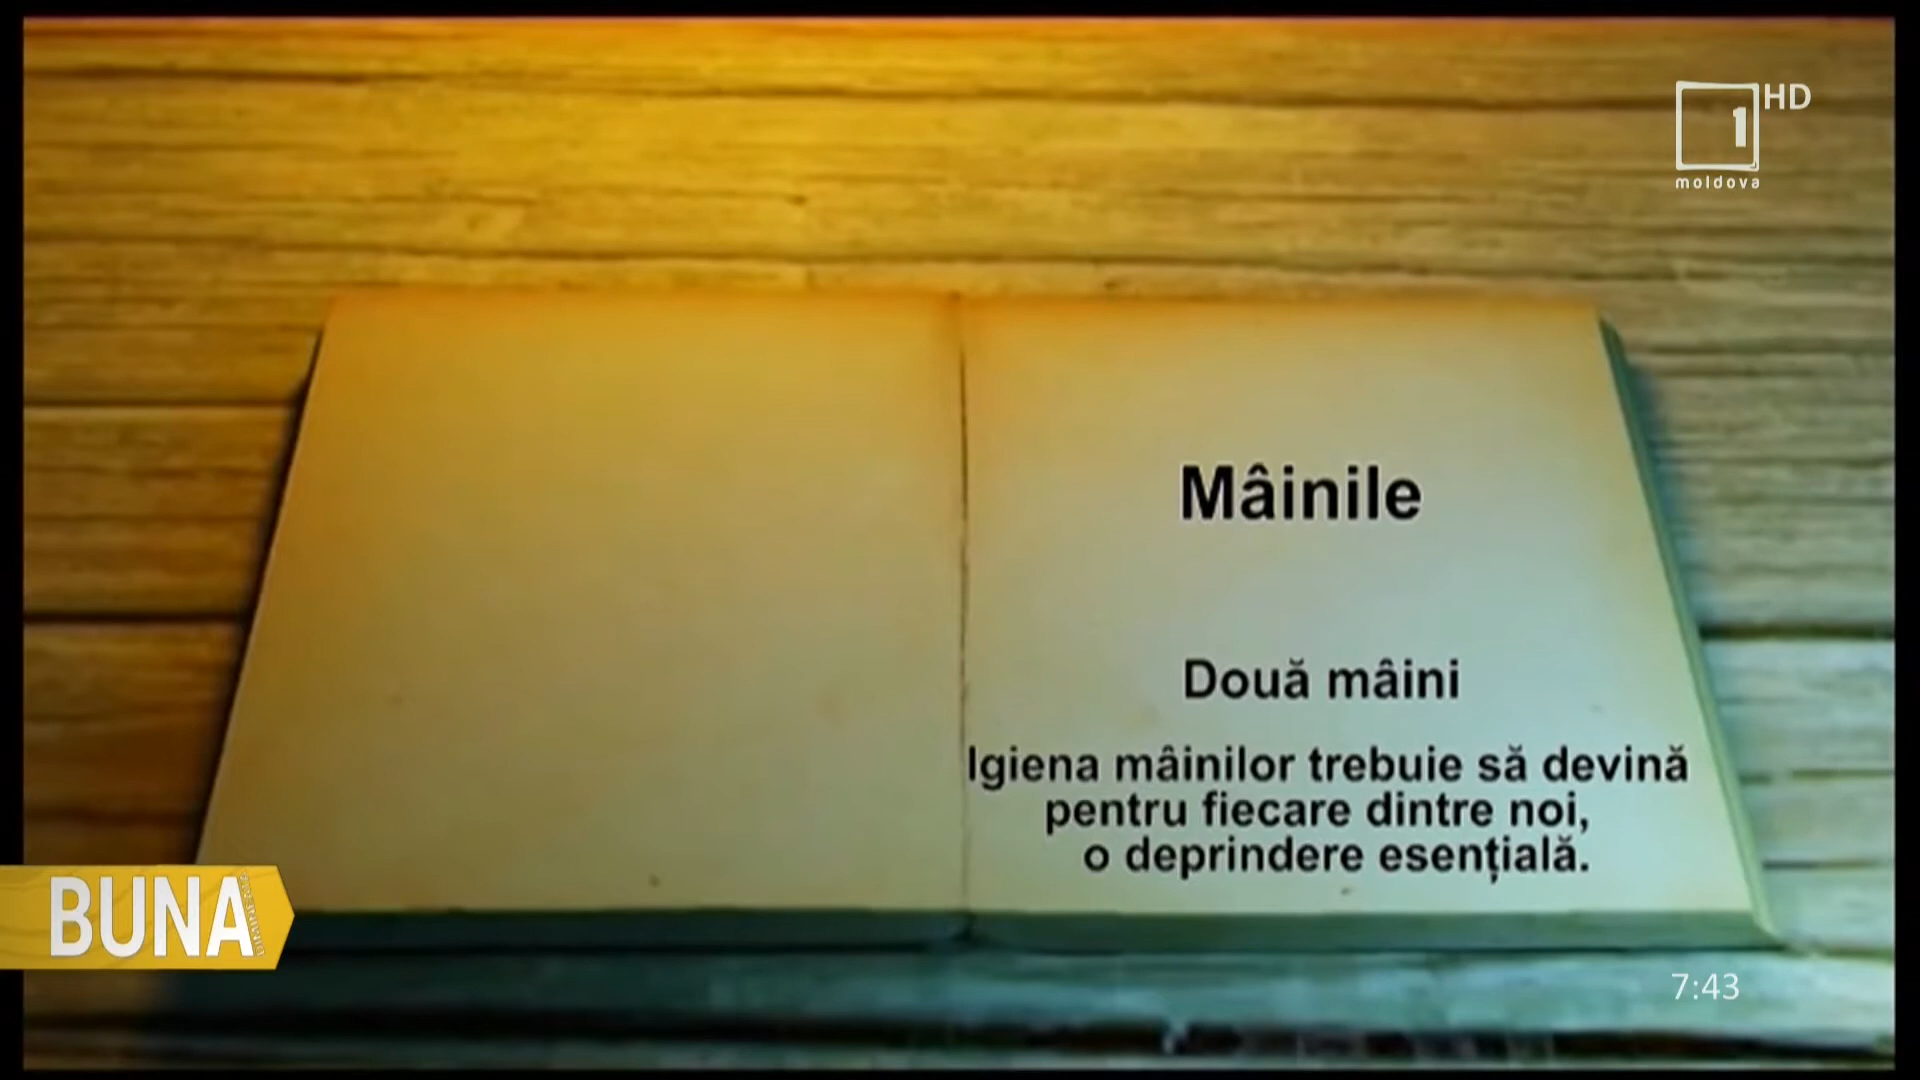 HD
1
moldova
Mâinile
Două mâini
Igiena mâinilor trebuie să devină
pentru fiecare dintre noi,
o deprindere esențială.
BUNA
7:43